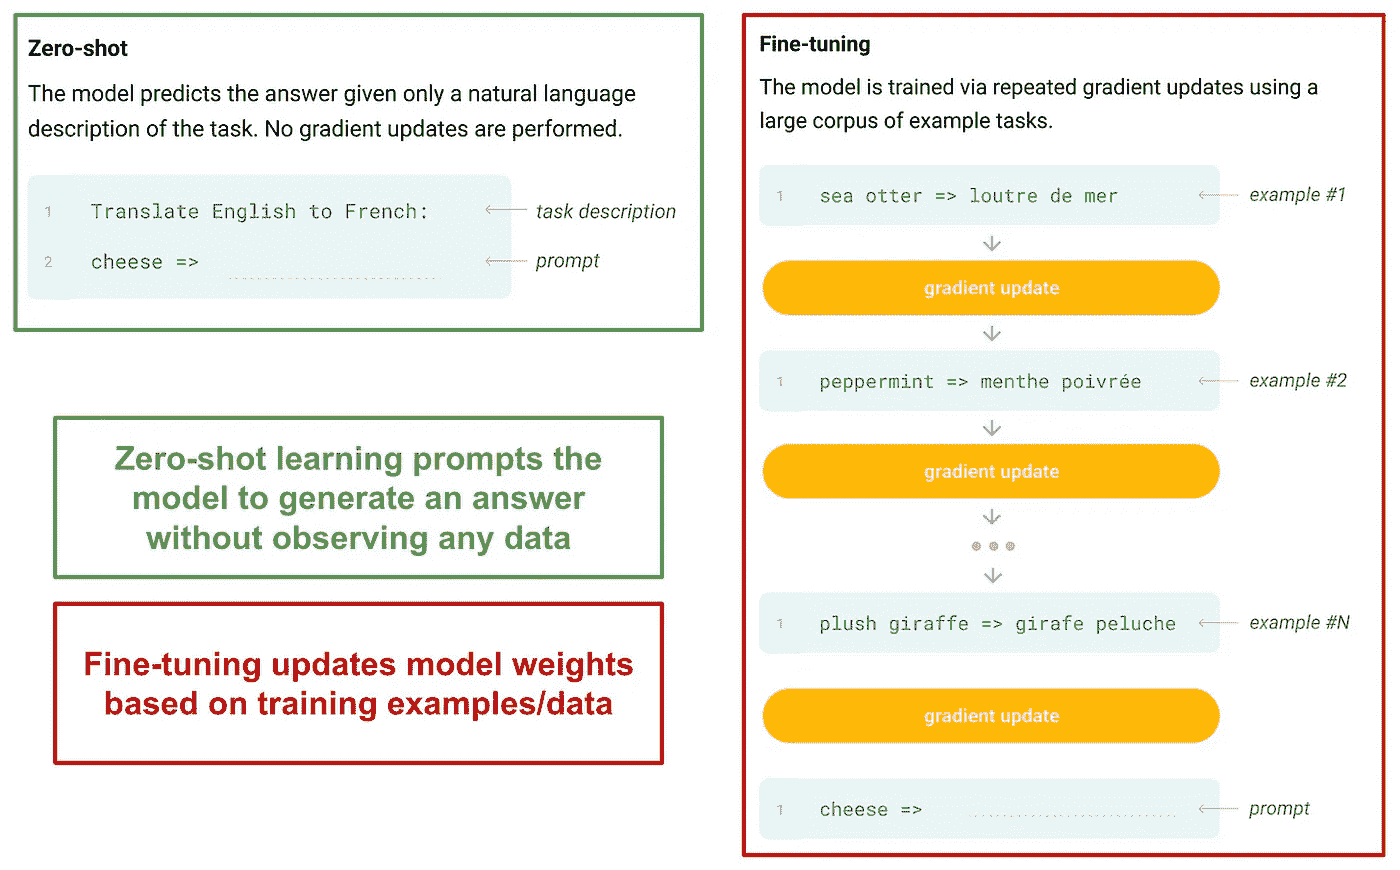 Zero-shot
The model predicts the answer given only a natural language
description of the task. No gradient updates are performed.
1 Translate English to French: task description
2 cheese => prompt
Zero-shot learning prompts the
model to generate an answer
without observing any data
Fine-tuning updates model weights
based on training examples/data
Fine-tuning
The model is trained via repeated gradient updates using a
large corpus of example tasks.
1 sea otter => loutre de mer example #1
gradient update
1 peppermint => menthe poivrée example #2
gradient update
1 plush giraffe => girafe peluche example #N
gradient update
1 cheese => prompt